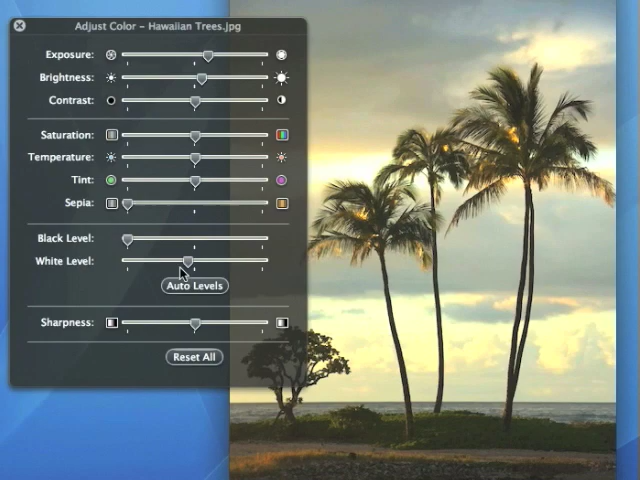 Adjust Color - Hawaiian Trees.jpg
Exposure:
Brightness:
Contrast:
Saturation:
Temperature:
Tint:
Sepia:
Black Level:
White Level:
Auto Levels
Sharpness:
Reset All